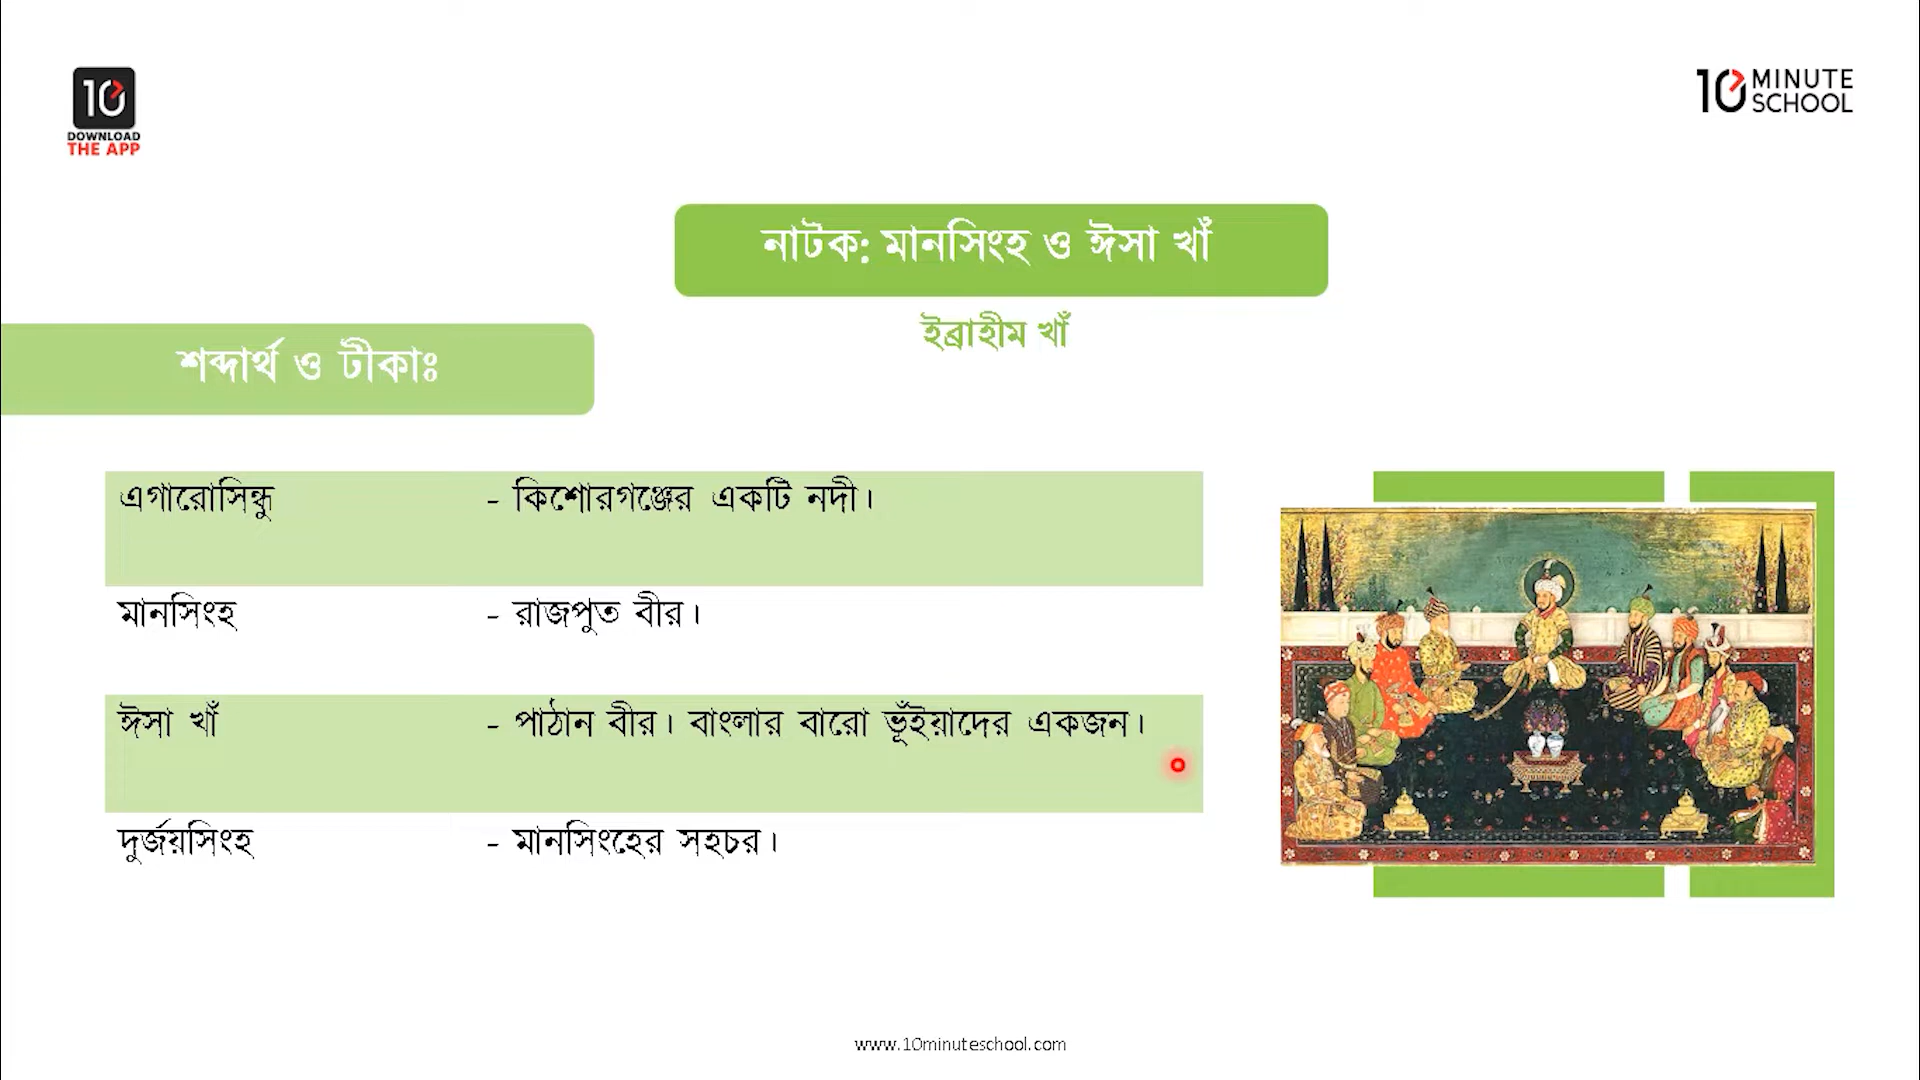 10
DOWNLOAD
THE APP
10 MINUTE
SCHOOL
নাটক: মানসিংহ ও ঈসা খাঁ
ইব্রাহীম খাঁ
শব্দার্থ ও টীকাঃ
এগারোসিন্ধু - কিশোরগঞ্জের একটি নদী।
মানসিংহ - রাজপুত বীর।
ঈসা খাঁ - পাঠান বীর। বাংলার বারো ভূঁইয়াদের একজন।
দুর্জয়সিংহ - মানসিংহের সহচর।
www.10minuteschool.com